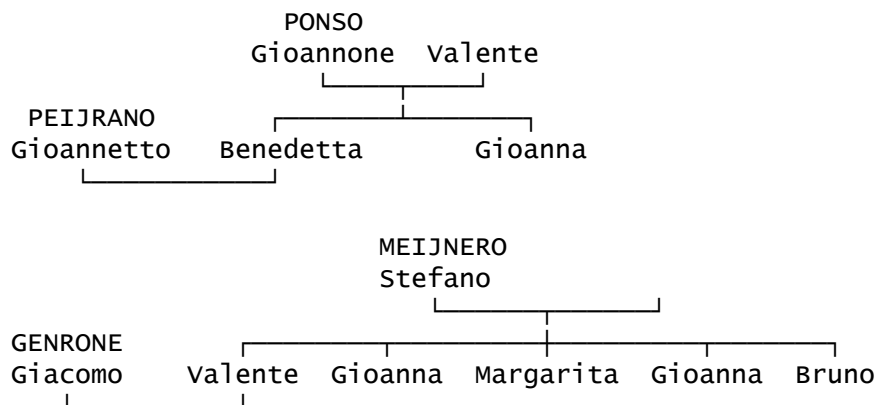 PONSO
Gioannone Valente
PEIJRANO
Gioannetto Benedetta Gioanna
MEIJNERO
Stefano
GENRONE
Giacomo Valente Gioanna Margarita Gioanna Bruno